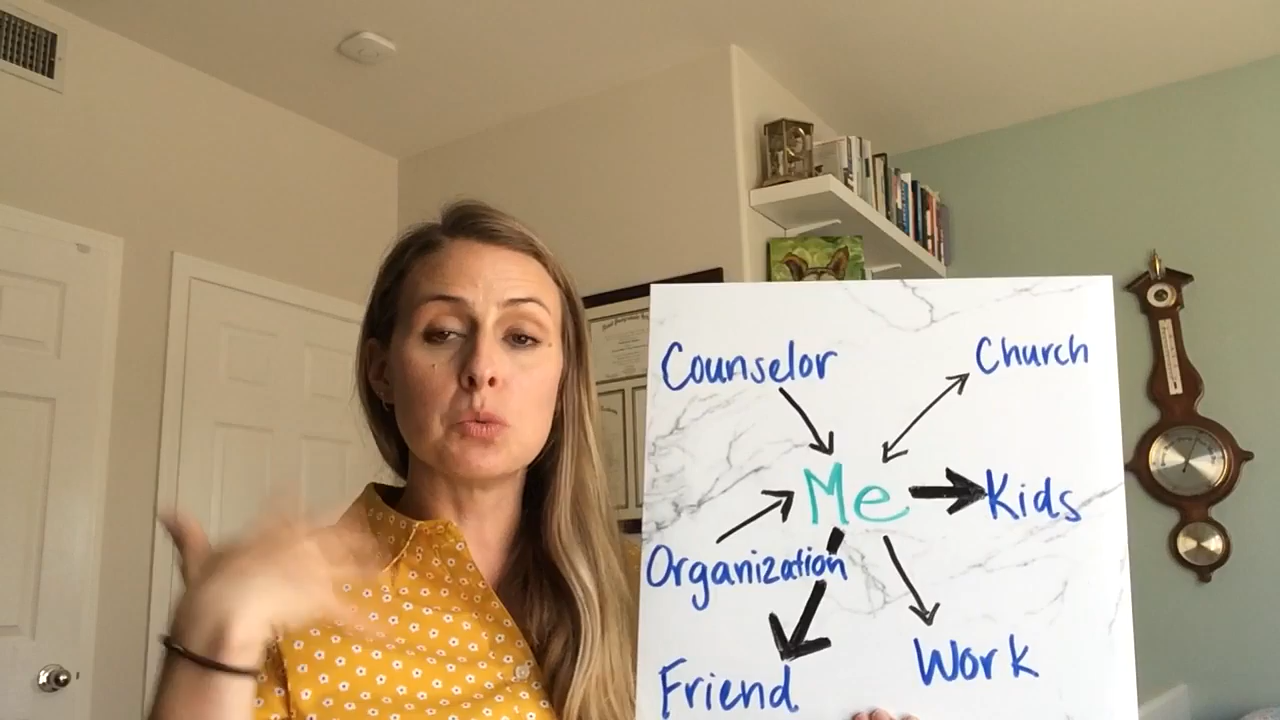 Counselor
Church
Me
Kids
Organization
Work
Friend